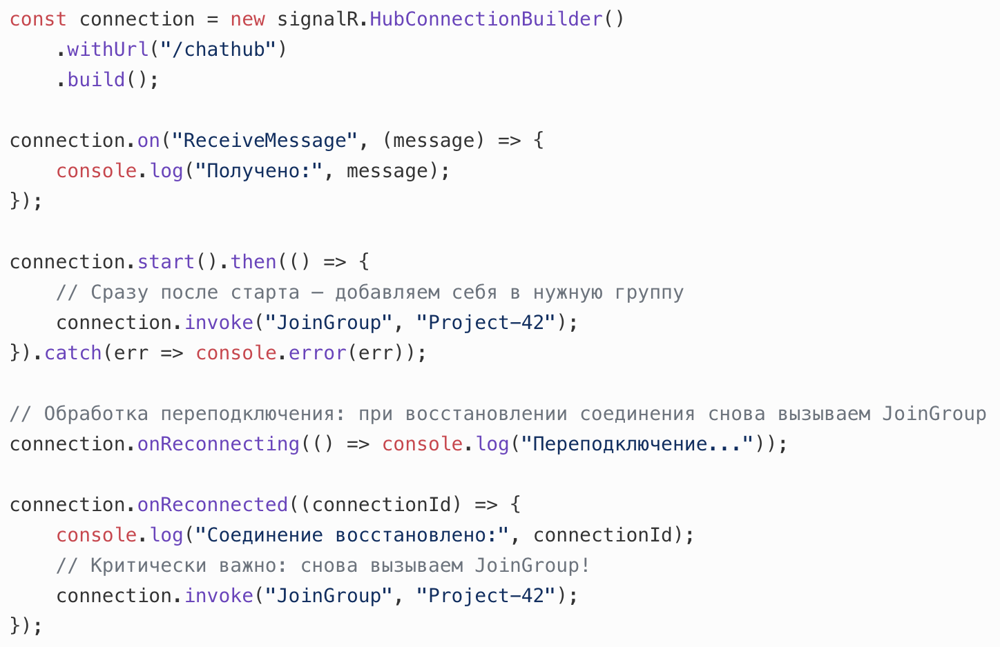 const connection = new signalR.HubConnectionBuilder()
    .withUrl("/chathub")
    .build();

connection.on("ReceiveMessage", (message) => {
    console.log("Получено:", message);
});

connection.start().then(() => {
    // Сразу после старта — добавляем себя в нужную группу
    connection.invoke("JoinGroup", "Project-42");
}).catch(err => console.error(err));

// Обработка переподключения: при восстановлении соединения снова вызываем JoinGroup
connection.onReconnecting(() => console.log("Переподключение..."));

connection.onReconnected((connectionId) => {
    console.log("Соединение восстановлено:", connectionId);
    // Критически важно: снова вызываем JoinGroup!
    connection.invoke("JoinGroup", "Project-42");
});